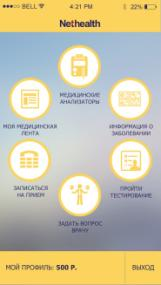 BELL 4:21 PM 22%
Nethealth
МЕДИЦИНСКИЕ
АНАЛИЗАТОРЫ
МОЯ МЕДИЦИНСКАЯ
ЛЕНТА
ИНФОРМАЦИЯ О
ЗАБОЛЕВАНИИ
ЗАПИСАТЬСЯ
НА ПРИЕМ
ПРОЙТИ
ТЕСТИРОВАНИЕ
ЗАДАТЬ ВОПРОС
ВРАЧУ
МОЙ ПРОФИЛЬ: 500 Р. ВЫХОД